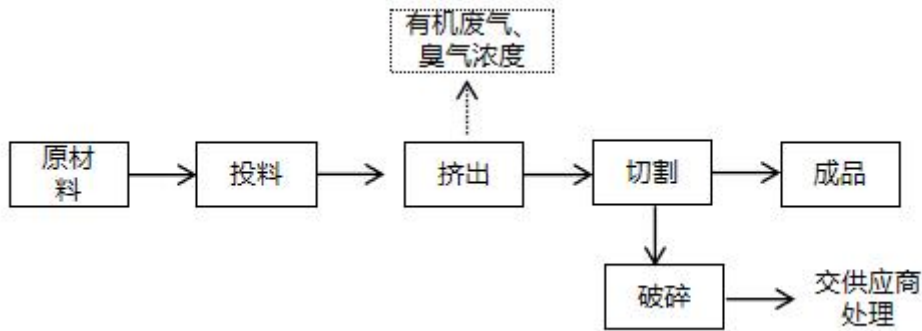 有机废气、
臭气浓度
原材
料
投料
挤出
切割
成品
破碎
交供应商
处理